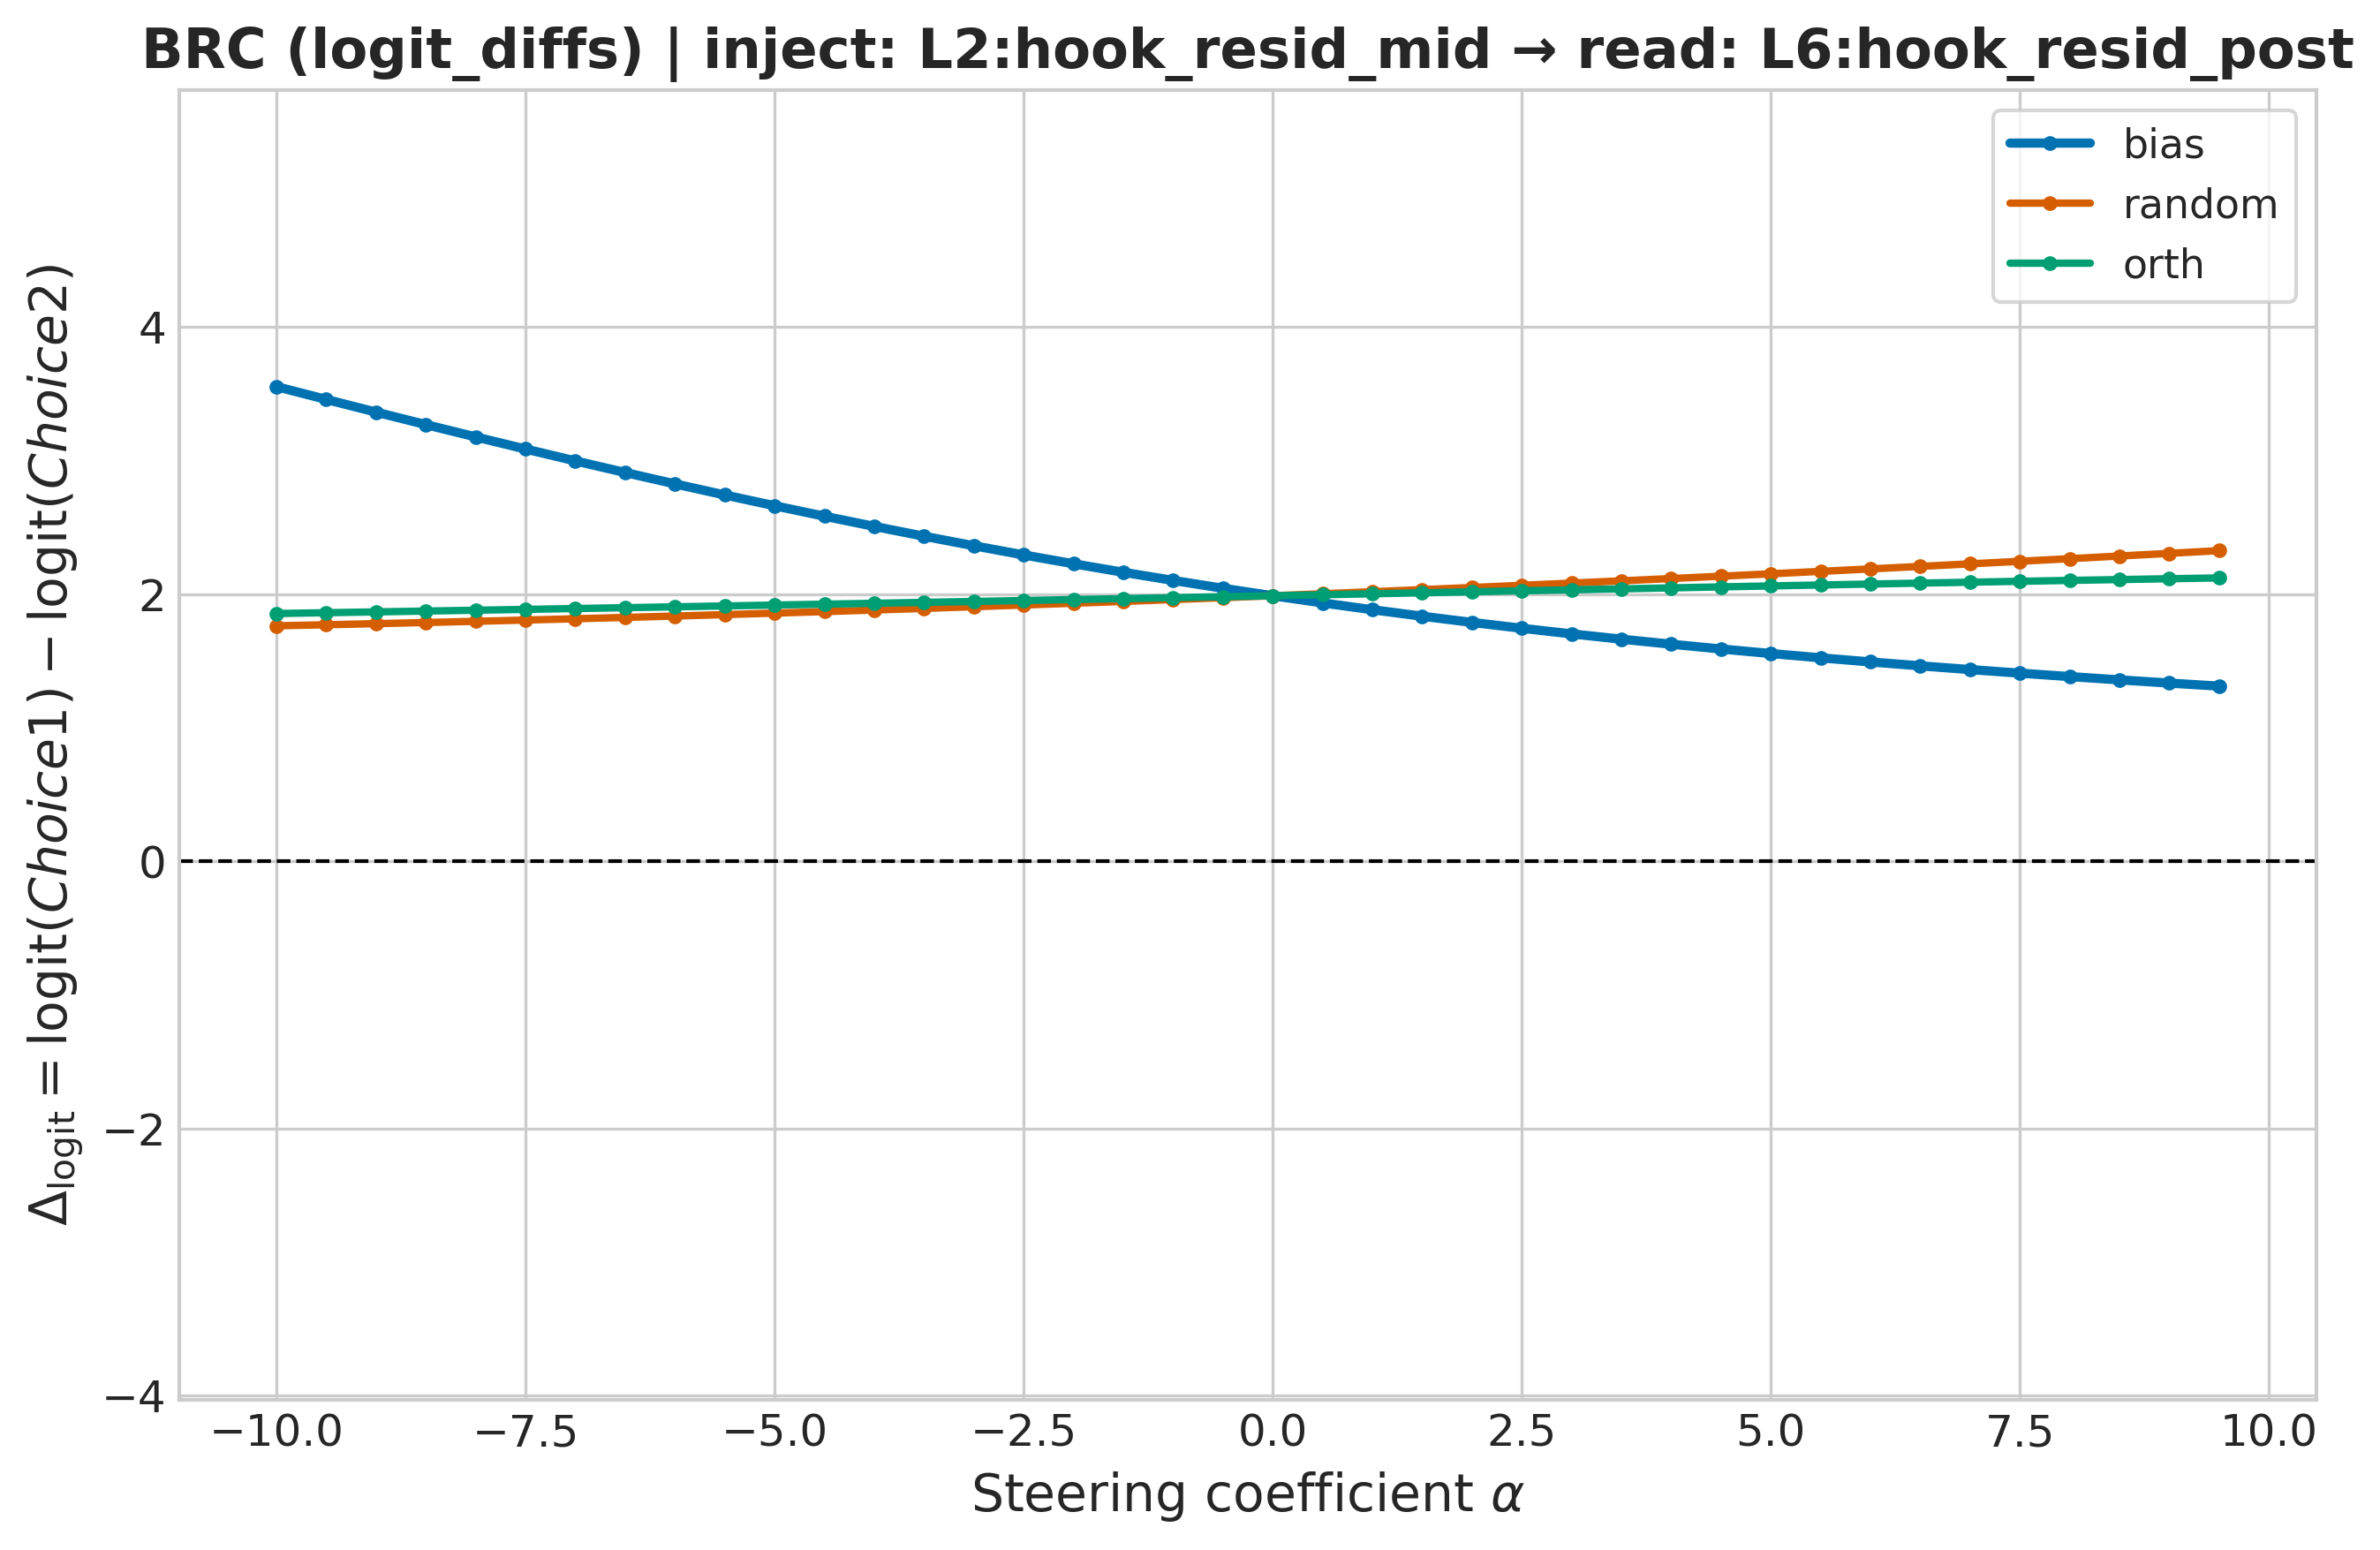 BRC (logit_diffs) | inject: L2:hook_resid_mid → read: L6:hook_resid_post
bias
random
orth
Δlogit = logit(Choice1) − logit(Choice2)
4
2
0
−2
−4
−10.0 −7.5 −5.0 −2.5 0.0 2.5 5.0 7.5 10.0
Steering coefficient α